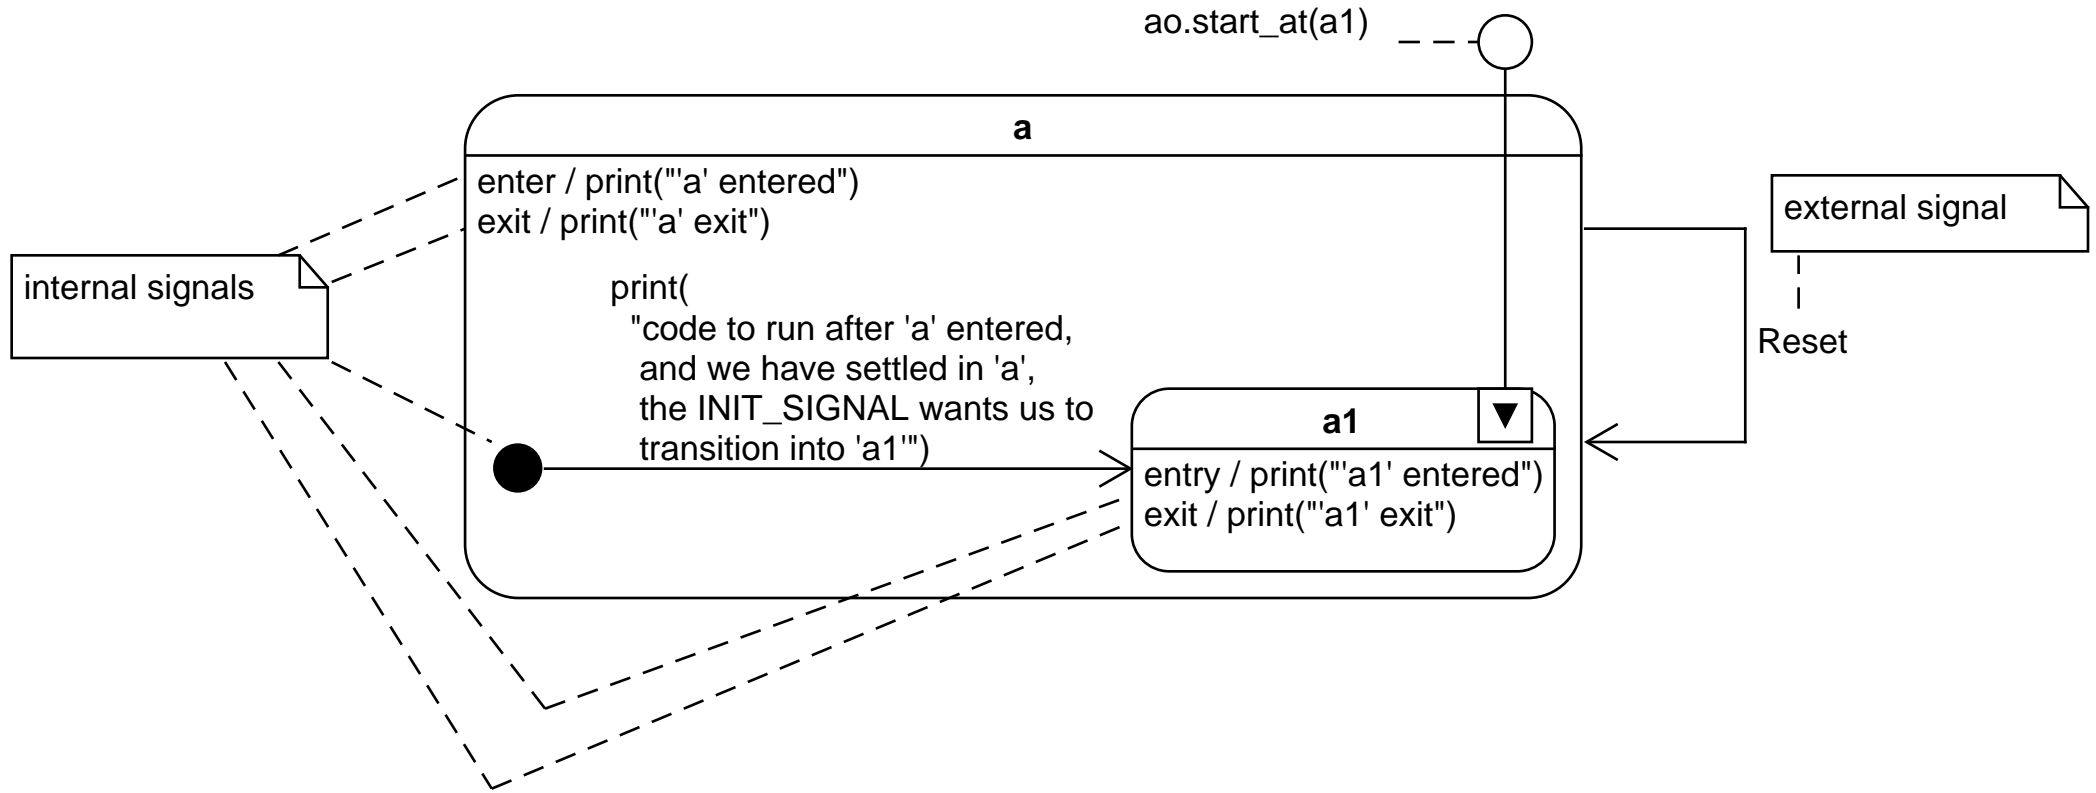 ao.start_at(a1)
a
enter / print("'a' entered")
exit / print("'a' exit")
external signal
internal signals
print(
"code to run after 'a' entered,
and we have settled in 'a',
the INIT_SIGNAL wants us to
transition into 'a1'")
Reset
a1
entry / print("'a1' entered")
exit / print("'a1' exit")